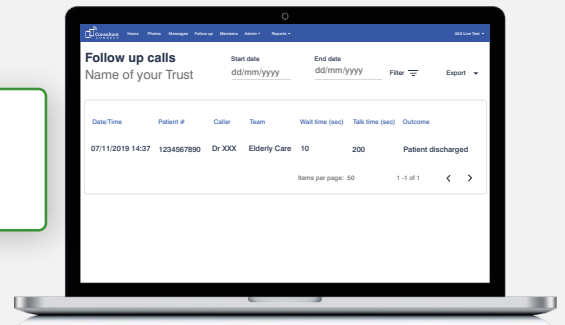 Consultant CONNECT Home Photos Messages Follow up Members Admin Reports SAS Live Test
Follow up calls
Name of your Trust
Start date
dd/mm/yyyy
End date
dd/mm/yyyy
Filter
Export
Date/Time Patient # Caller Team Wait time (sec) Talk time (sec) Outcome
07/11/2019 14:37 1234567890 Dr XXX Elderly Care 10 200 Patient discharged
Items per page: 50 1 -1 of 1